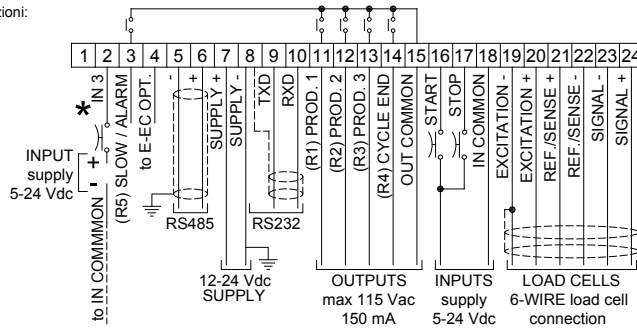 zioni:
1 2 3 4 5 6 7 8 9 10 11 12 13 14 15 16 17 18 19 20 21 22 23 24
*
IN 3
(R5) SLOW / ALARM
to E-EC OPT.
-
+
SUPPLY +
SUPPLY -
TXD
RXD
(R1) PROD. 1
(R2) PROD. 2
(R3) PROD. 3
(R4) CYCLE END
OUT COMMON
START
STOP
IN COMMON
EXCITATION -
EXCITATION +
REF./SENSE +
REF./SENSE -
SIGNAL -
SIGNAL +
INPUT
supply
5-24 Vdc
+
-
to IN COMMMON
RS485
RS232
12-24 Vdc
SUPPLY
OUTPUTS
max 115 Vac
150 mA
INPUTS
supply
5-24 Vdc
LOAD CELLS
6-WIRE load cell
connection